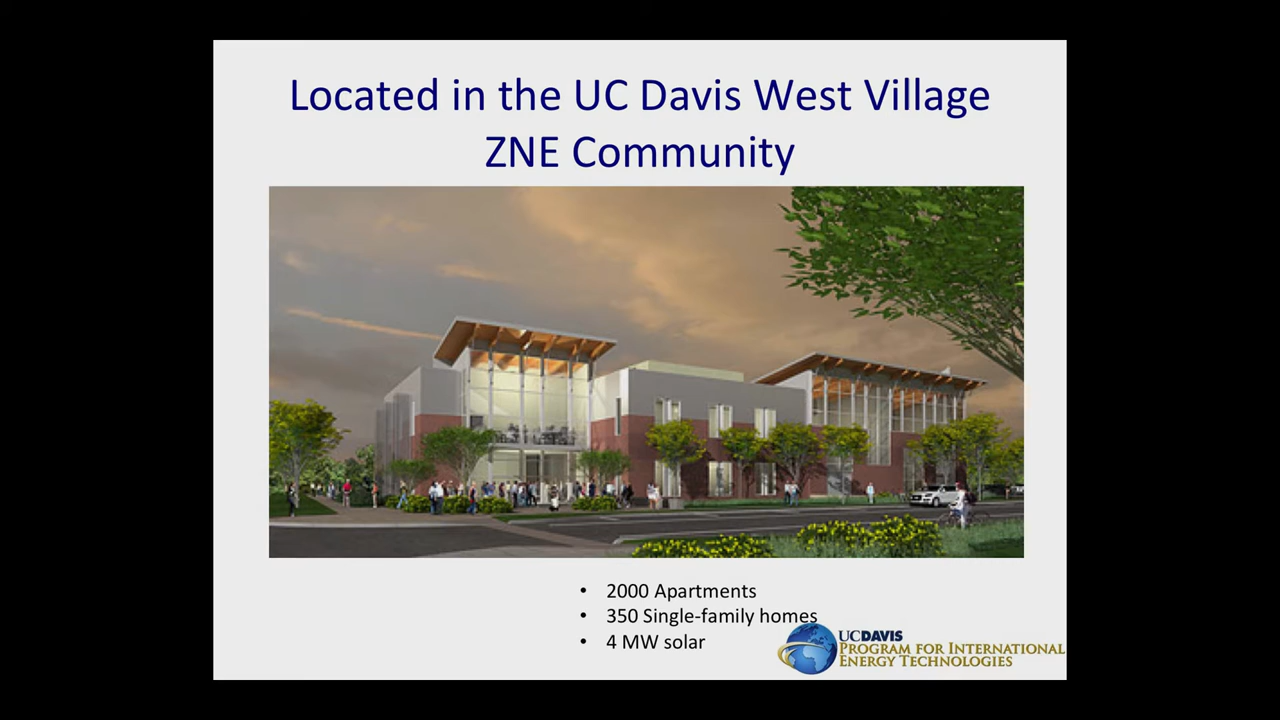 Located in the UC Davis West Village
ZNE Community
• 2000 Apartments
• 350 Single-family homes
• 4 MW solar
UCDAVIS
PROGRAM FOR INTERNATIONAL
ENERGY TECHNOLOGIES